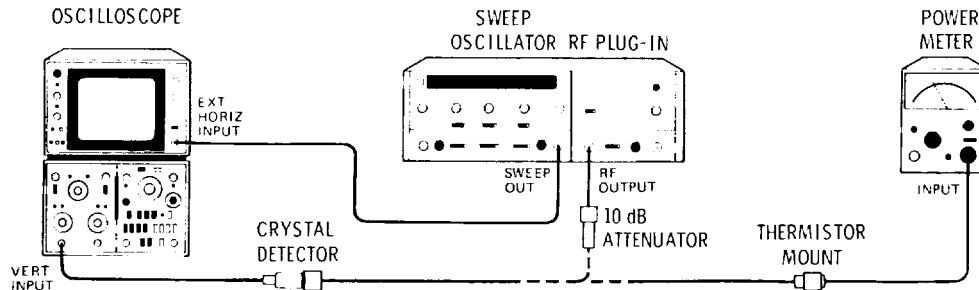 OSCILLOSCOPE
SWEEP
OSCILLATOR RF PLUG-IN
POWER
METER
EXT
HORIZ
INPUT
SWEEP
OUT
RF
OUTPUT
INPUT
10 dB
ATTENUATOR
CRYSTAL
DETECTOR
THERMISTOR
MOUNT
VERT
INPUT